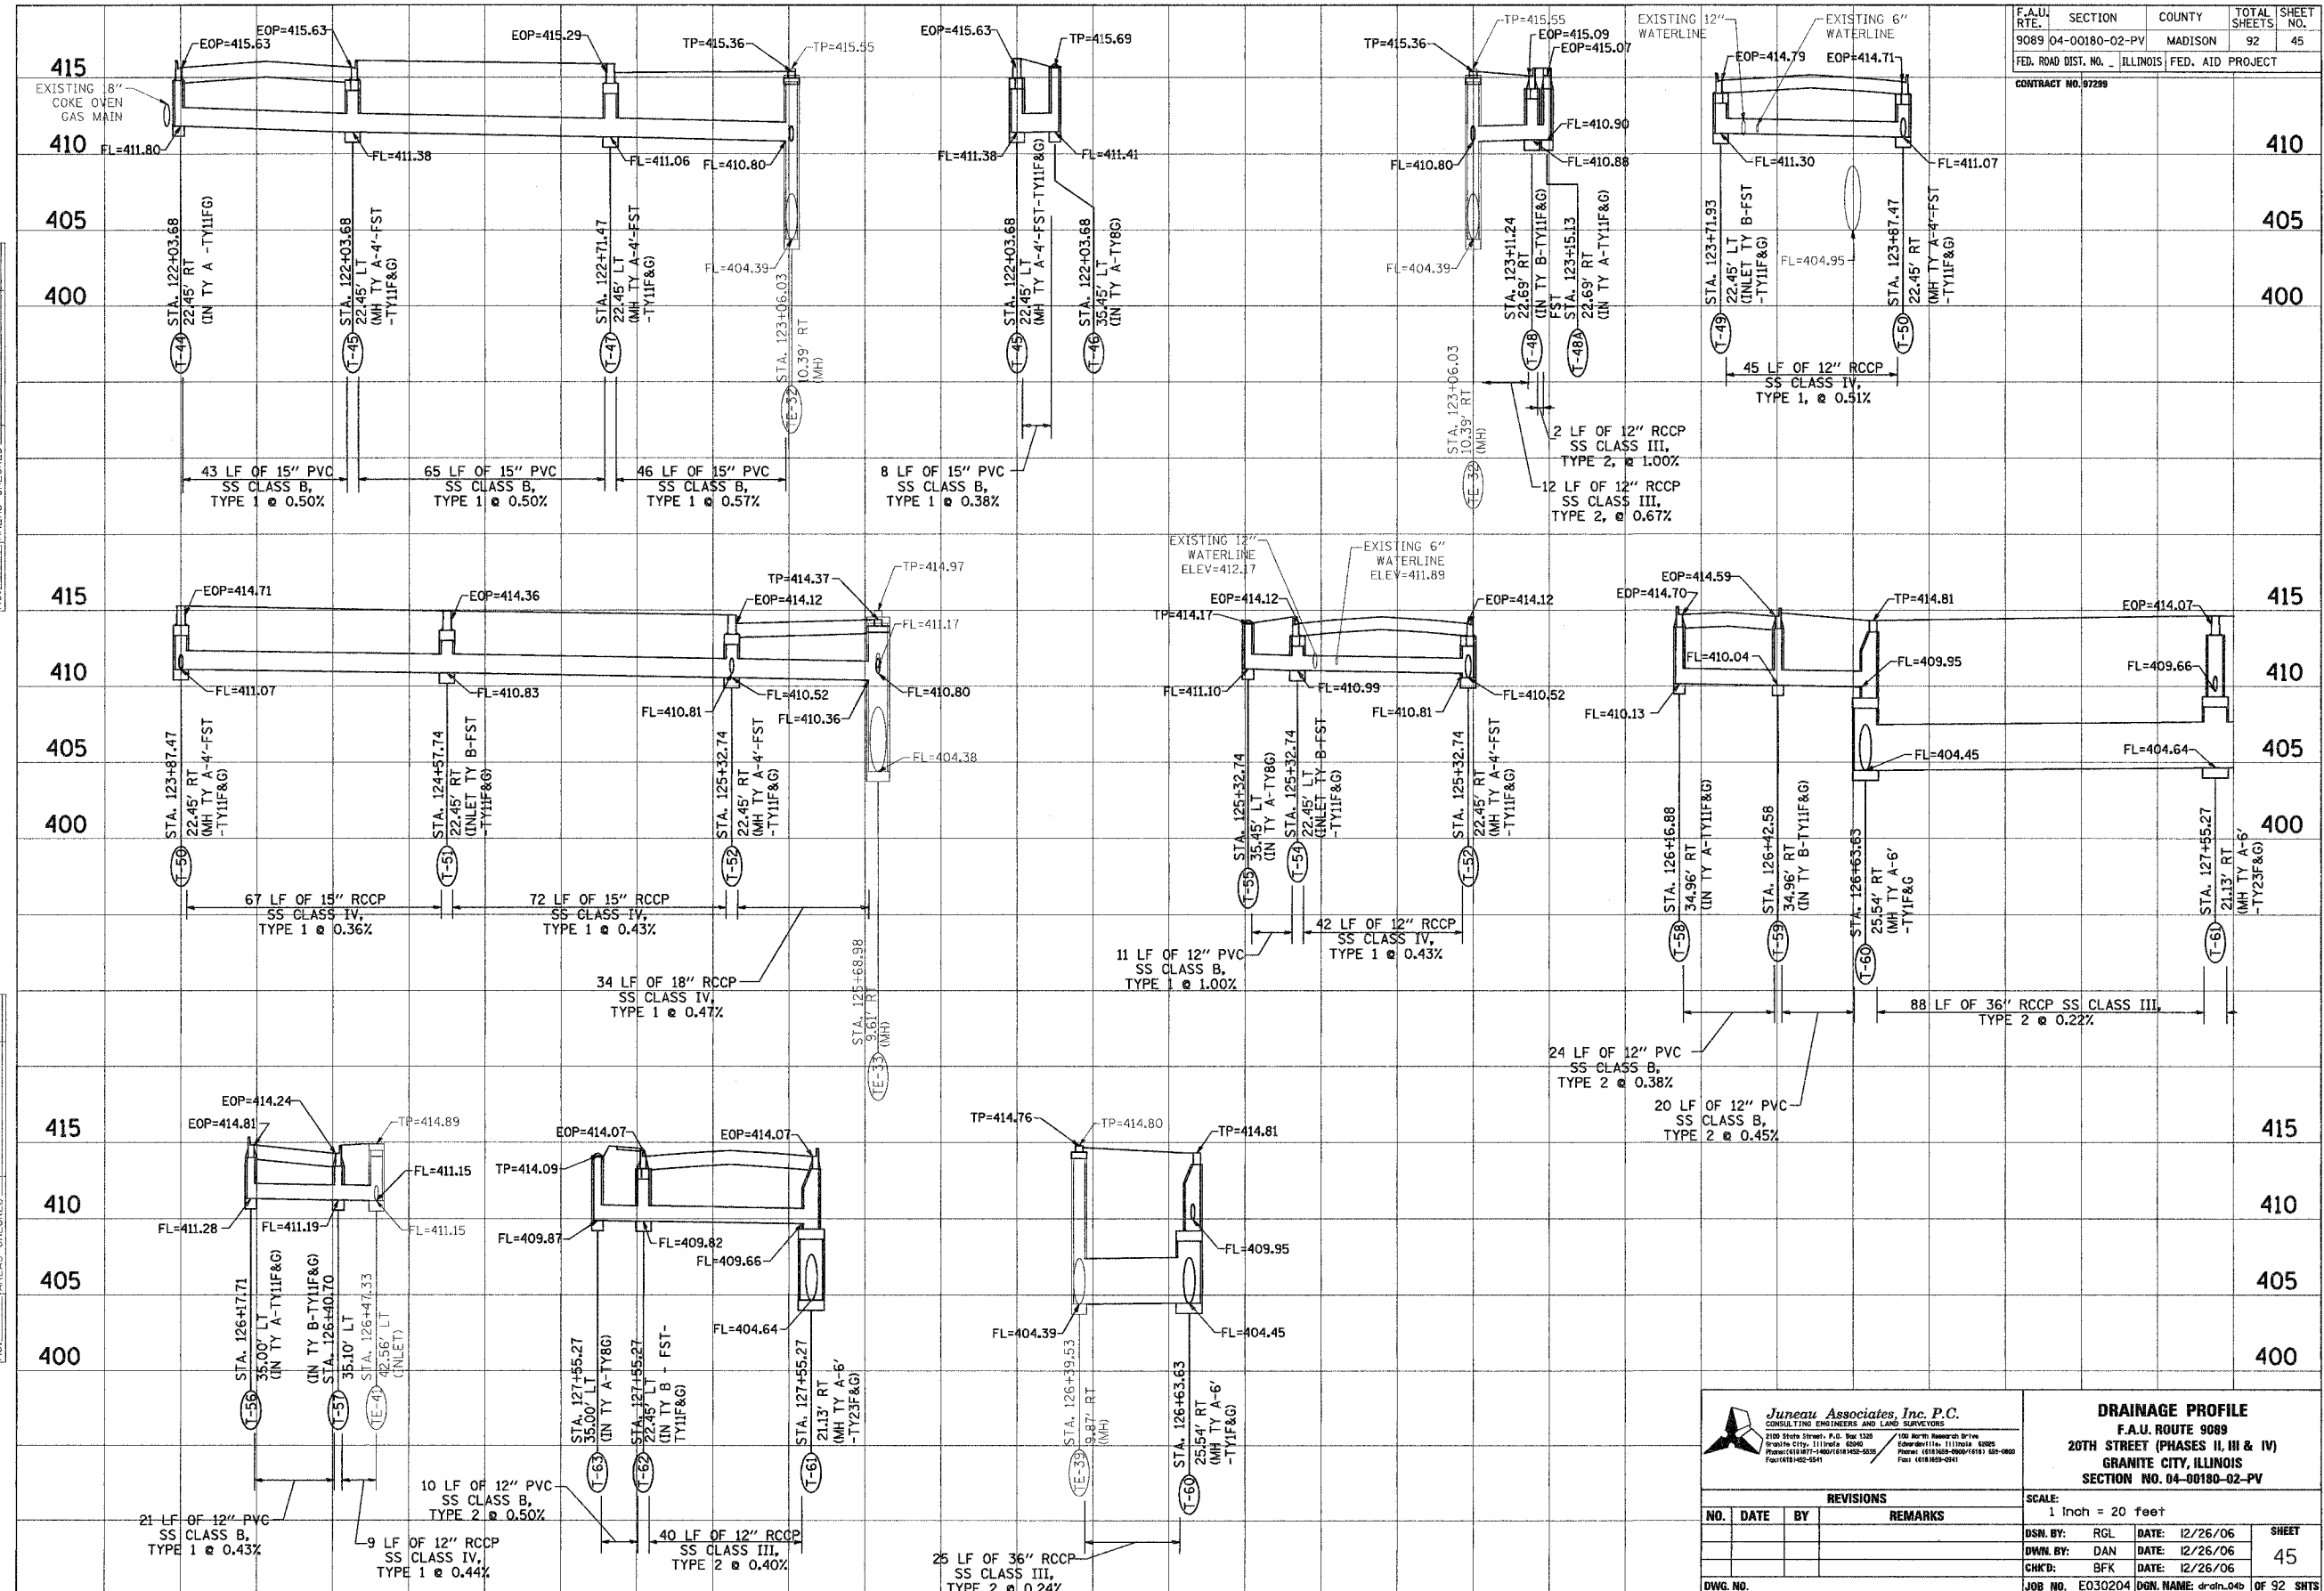 F.A.U. RTE.
SECTION
COUNTY
TOTAL SHEETS
SHEET NO.
9089
04-00180-02-PV
MADISON
92
45
FED. ROAD DIST. NO. _
ILLINOIS
FED. AID PROJECT
CONTRACT NO. 97299
415
410
405
400
EXISTING 18"
COKE OVEN
GAS MAIN
EOP=415.63
EOP=415.63
EOP=415.29
TP=415.36
TP=415.55
FL=411.80
FL=411.38
FL=411.06
FL=410.80
FL=404.39
STA. 122+03.68
22.45' RT
(IN TY A -TY11FG)
T-44
STA. 122+03.68
22.45' LT
(MH TY A-4'-FST
-TY11F&G)
T-45
STA. 122+71.47
22.45' LT
(MH TY A-4'-FST
-TY11F&G)
T-47
STA. 123+06.03
10.39' RT
(MH)
TE-32
43 LF OF 15" PVC
SS CLASS B,
TYPE 1 @ 0.50%
65 LF OF 15" PVC
SS CLASS B,
TYPE 1 @ 0.50%
46 LF OF 15" PVC
SS CLASS B,
TYPE 1 @ 0.57%
EOP=415.63
TP=415.69
FL=411.38
FL=411.41
STA. 122+03.68
22.45' LT
(MH TY A-4'-FST-TY11F&G)
T-45
STA. 122+03.68
35.45' LT
(IN TY A-TY8G)
T-46
8 LF OF 15" PVC
SS CLASS B,
TYPE 1 @ 0.38%
TP=415.36
TP=415.55
EOP=415.09
EOP=415.07
FL=410.80
FL=410.90
FL=410.88
FL=404.39
STA. 123+06.03
10.39' RT
(MH)
TE-32
STA. 123+11.24
22.69' RT
(IN TY B-TY11F&G)
FST
T-48
STA. 123+15.13
22.69' RT
(IN TY A-TY11F&G)
T-48A
2 LF OF 12" RCCP
SS CLASS III,
TYPE 2, @ 1.00%
12 LF OF 12" RCCP
SS CLASS III,
TYPE 2, @ 0.67%
EXISTING 12"
WATERLINE
EXISTING 6"
WATERLINE
EOP=414.79
EOP=414.71
FL=411.30
FL=411.07
FL=404.95
STA. 123+71.93
22.45' LT
(INLET TY B-FST
-TY11F&G)
T-49
STA. 123+87.47
22.45' RT
(MH TY A-4'-FST
-TY11F&G)
T-50
45 LF OF 12" RCCP
SS CLASS IV,
TYPE 1, @ 0.51%
410
405
400
415
410
405
400
EOP=414.71
EOP=414.36
EOP=414.12
TP=414.37
TP=414.97
FL=411.17
FL=411.07
FL=410.83
FL=410.81
FL=410.52
FL=410.36
FL=410.80
FL=404.38
STA. 123+87.47
22.45' RT
(MH TY A-4'-FST
-TY11F&G)
T-50
STA. 124+57.74
22.45' RT
(INLET TY B-FST
-TY11F&G)
T-51
STA. 125+32.74
22.45' RT
(MH TY A-4'-FST
-TY11F&G)
T-52
STA. 125+68.98
9.61' RT
(MH)
TE-33
67 LF OF 15" RCCP
SS CLASS IV,
TYPE 1 @ 0.36%
72 LF OF 15" RCCP
SS CLASS IV,
TYPE 1 @ 0.43%
34 LF OF 18" RCCP
SS CLASS IV,
TYPE 1 @ 0.47%
EXISTING 12"
WATERLINE
ELEV=412.17
EXISTING 6"
WATERLINE
ELEV=411.89
TP=414.17
EOP=414.12
EOP=414.12
FL=411.10
FL=410.99
FL=410.81
FL=410.52
STA. 125+32.74
35.45' LT
(IN TY A-TY8G)
T-55
STA. 125+32.74
22.45' LT
(INLET TY B-FST
-TY11F&G)
T-54
STA. 125+32.74
22.45' RT
(MH TY A-4'-FST
-TY11F&G)
T-52
11 LF OF 12" PVC
SS CLASS B,
TYPE 1 @ 1.00%
42 LF OF 12" RCCP
SS CLASS IV,
TYPE 1 @ 0.43%
EOP=414.59
EOP=414.70
TP=414.81
EOP=414.07
FL=410.04
FL=409.95
FL=409.66
FL=410.13
FL=404.45
FL=404.64
STA. 126+16.88
34.96' RT
(IN TY A-TY11F&G)
T-58
STA. 126+42.58
34.96' RT
(IN TY B-TY11F&G)
T-59
STA. 126+63.63
25.54' RT
(MH TY A-6'
-TY1F&G
T-60
STA. 127+55.27
21.13' RT
(MH TY A-6'
-TY23F&G)
T-61
88 LF OF 36" RCCP SS CLASS III,
TYPE 2 @ 0.22%
24 LF OF 12" PVC
SS CLASS B,
TYPE 2 @ 0.38%
20 LF OF 12" PVC
SS CLASS B,
TYPE 2 @ 0.45%
415
410
405
400
415
410
405
400
EOP=414.24
EOP=414.81
TP=414.89
FL=411.15
FL=411.28
FL=411.19
FL=411.15
STA. 126+17.71
35.00' LT
(IN TY A-TY11F&G)
T-56
(IN TY B-TY11F&G)
STA. 126+40.70
35.10' LT
T-57
STA. 126+47.33
42.56' LT
(INLET)
TE-41
21 LF OF 12" PVC
SS CLASS B,
TYPE 1 @ 0.43%
9 LF OF 12" RCCP
SS CLASS IV,
TYPE 1 @ 0.44%
EOP=414.07
EOP=414.07
TP=414.09
FL=409.87
FL=409.82
FL=409.66
FL=404.64
STA. 127+55.27
35.00' LT
(IN TY A-TY8G)
T-63
STA. 127+55.27
22.45' LT
(IN TY B - FST-
TY11F&G)
T-62
STA. 127+55.27
21.13' RT
(MH TY A-6'
-TY23F&G)
T-61
10 LF OF 12" PVC
SS CLASS B,
TYPE 2 @ 0.50%
40 LF OF 12" RCCP
SS CLASS III,
TYPE 2 @ 0.40%
TP=414.76
TP=414.80
TP=414.81
FL=409.95
FL=404.39
FL=404.45
STA. 126+39.53
9.87' RT
(MH)
TE-39
STA. 126+63.63
25.54' RT
(MH TY A-6'
-TY1F&G)
T-60
25 LF OF 36" RCCP
SS CLASS III,
TYPE 2 @ 0.24%
415
410
405
400
Juneau Associates, Inc. P.C.
CONSULTING ENGINEERS AND LAND SURVEYORS
2100 State Street, P.O. Box 1325
Granite City, Illinois 62040
100 North Research Drive
Edwardsville, Illinois 62025
DRAINAGE PROFILE
F.A.U. ROUTE 9089
20TH STREET (PHASES II, III & IV)
GRANITE CITY, ILLINOIS
SECTION NO. 04-00180-02-PV
REVISIONS
NO. DATE BY REMARKS
DWG. NO.
SCALE:
1 inch = 20 feet
DSN. BY: RGL DATE: 12/26/06
DWN. BY: DAN DATE: 12/26/06
CHK'D: BFK DATE: 12/26/06
SHEET
45
JOB NO. E030204 DGN. NAME: drain_04b OF 92 SHTS